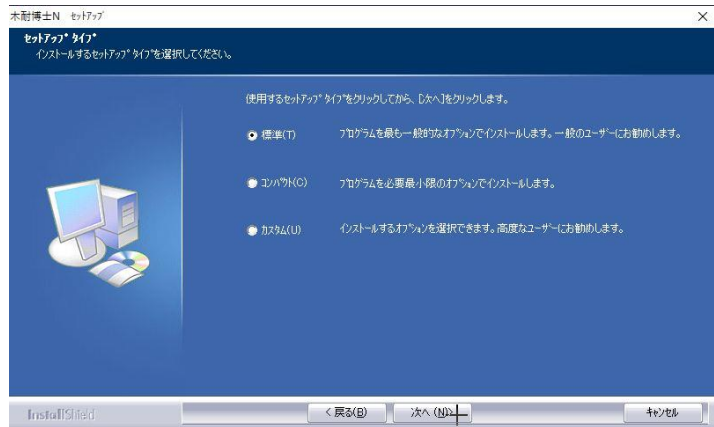 木耐博士N ｾｯﾄｱｯﾌﾟ
ｾｯﾄｱｯﾌﾟ ﾀｲﾌﾟ
ｲﾝｽﾄｰﾙするｾｯﾄｱｯﾌﾟ ﾀｲﾌﾟを選択してください。
使用するｾｯﾄｱｯﾌﾟ ﾀｲﾌﾟをｸﾘｯｸしてから、[次へ]をｸﾘｯｸします。
標準(T) ﾌﾟﾛｸﾞﾗﾑを最も一般的なｵﾌﾟｼｮﾝでｲﾝｽﾄｰﾙします。一般のﾕｰｻﾞｰにお勧めします。
ｺﾝﾊﾟｸﾄ(C) ﾌﾟﾛｸﾞﾗﾑを必要最小限のｵﾌﾟｼｮﾝでｲﾝｽﾄｰﾙします。
ｶｽﾀﾑ(U) ｲﾝｽﾄｰﾙするｵﾌﾟｼｮﾝを選択できます。高度なﾕｰｻﾞｰにお勧めします。
InstallShield
< 戻る(B) 次へ (N)> ｷｬﾝｾﾙ